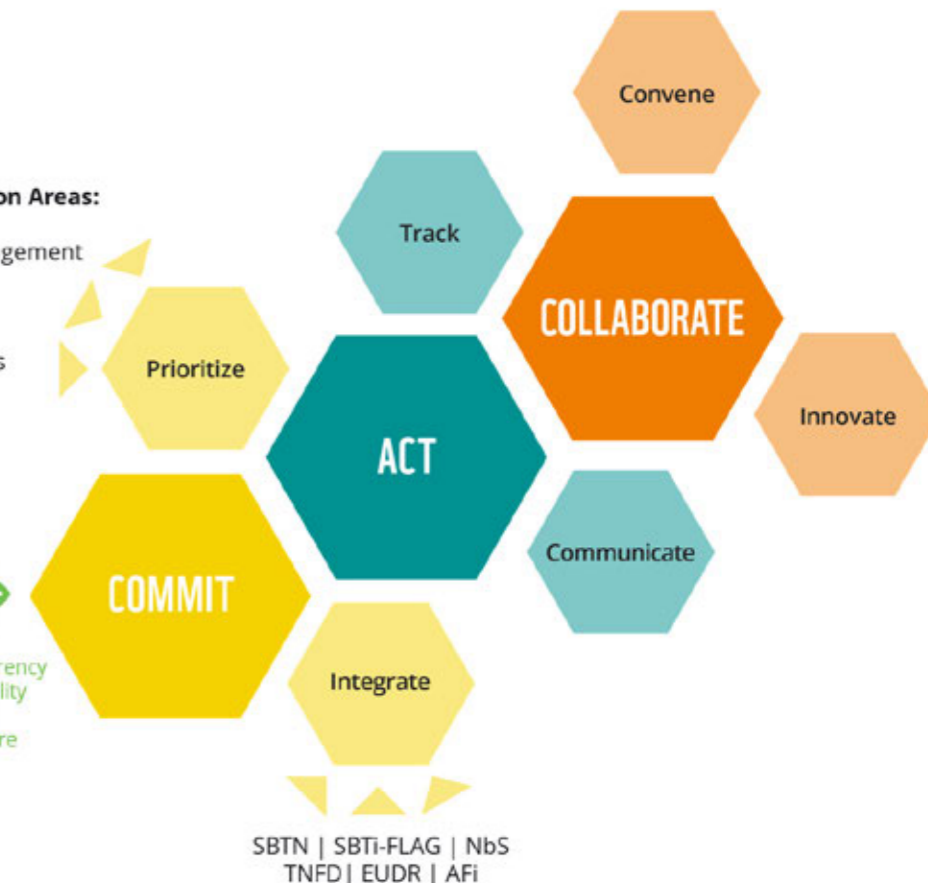 Convene
on Areas:
Track
gement
COLLABORATE
s
Prioritize
Innovate
ACT
Communicate
COMMIT
rency
lity
Integrate
re
SBTN | SBTi-FLAG | NbS
TNFD| EUDR | AFi